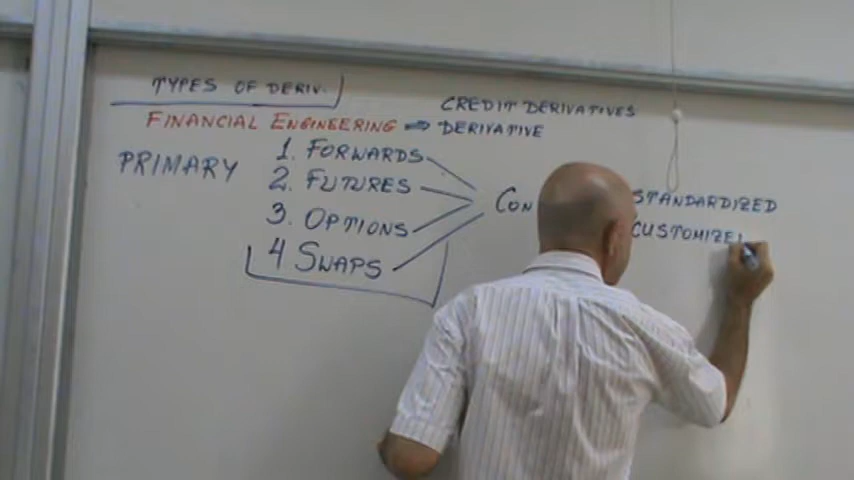 TYPES OF DERIV.
CREDIT DERIVATIVES
FINANCIAL ENGINEERING ⇒ DERIVATIVE
PRIMARY
1. FORWARDS
2. FUTURES
3. OPTIONS
4 SWAPS
CON
STANDARDIZED
CUSTOMIZE